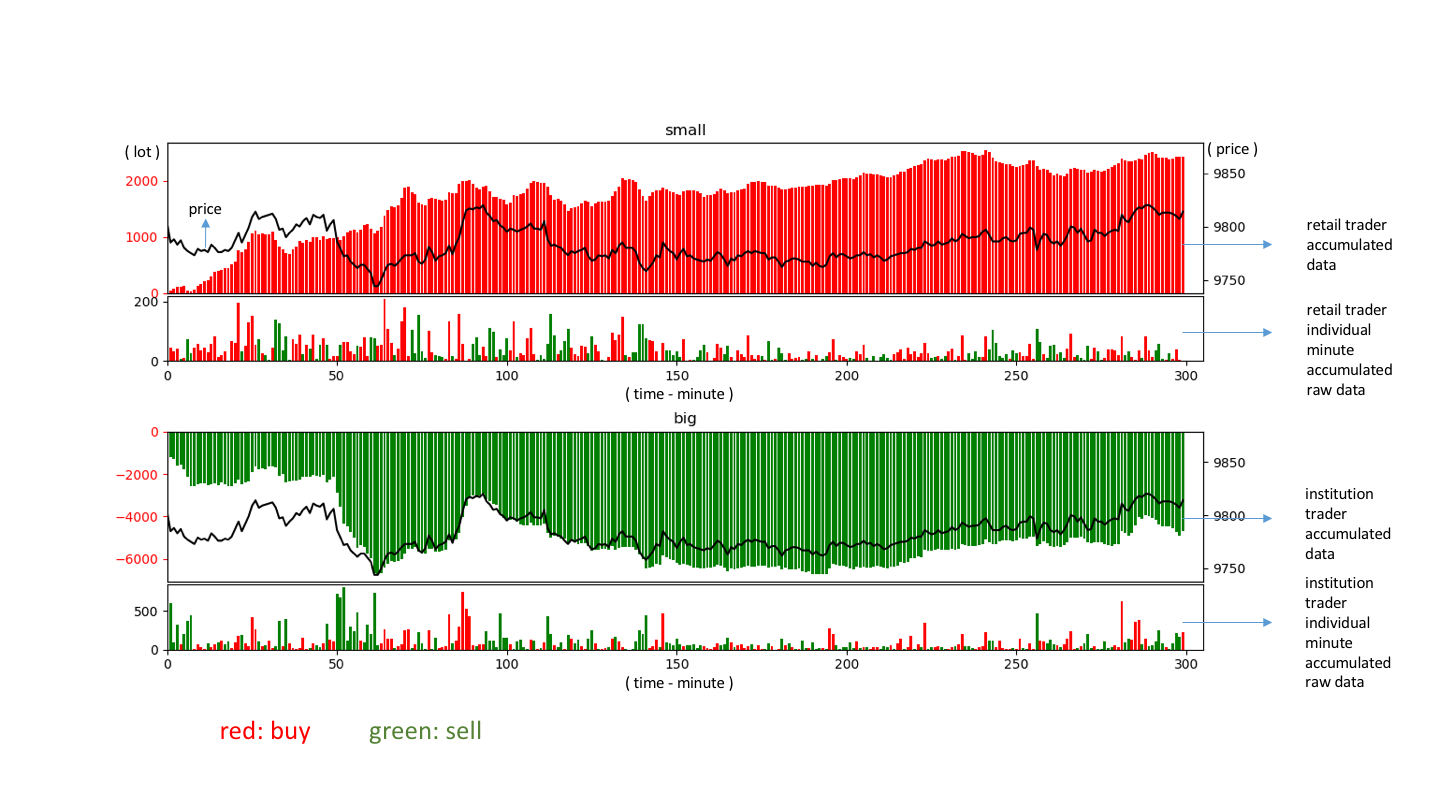 small
( lot )
( price )
2000
1000
0
price
9850
9800
9750
retail trader
accumulated
data
200
0
retail trader
individual
minute
accumulated
raw data
0
50
100
150
200
250
300
( time - minute )
big
0
−2000
−4000
−6000
9850
9800
9750
institution
trader
accumulated
data
500
0
institution
trader
individual
minute
accumulated
raw data
0
50
100
150
200
250
300
( time - minute )
red: buy
green: sell